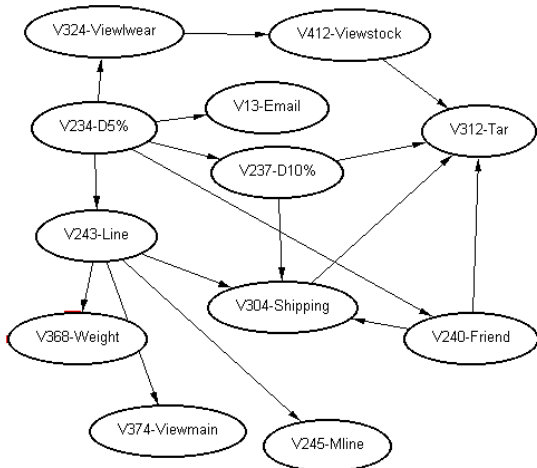 V324-Viewlwear
V412-Viewstock
V13-Email
V234-D5%
V312-Tar
V237-D10%
V243-Line
V304-Shipping
V368-Weight
V240-Friend
V374-Viewmain
V245-Mline